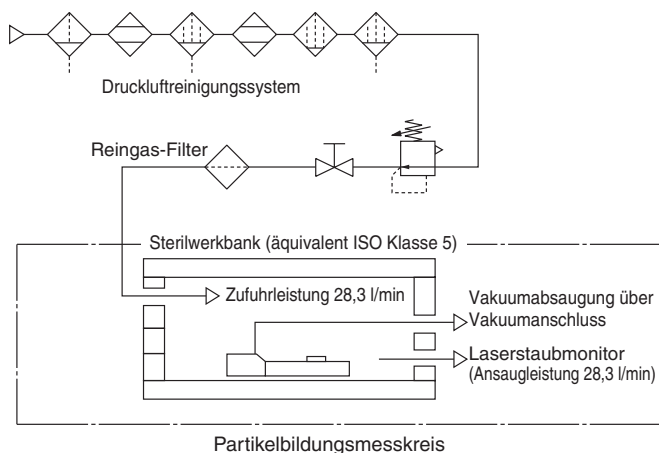 Druckluftreinigungssystem
Reingas-Filter
Sterilwerkbank (äquivalent ISO Klasse 5)
Zufuhrleistung 28,3 l/min
Vakuumabsaugung über
Vakuumanschluss
Laserstaubmonitor
(Ansaugleistung 28,3 l/min)
Partikelbildungsmesskreis